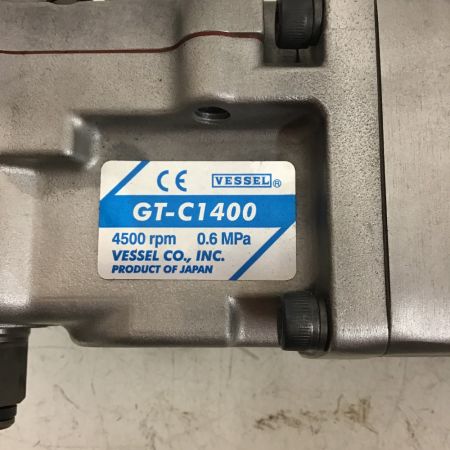 CE VESSEL®
GT-C1400
4500 rpm 0.6 MPa
VESSEL CO., INC.
PRODUCT OF JAPAN